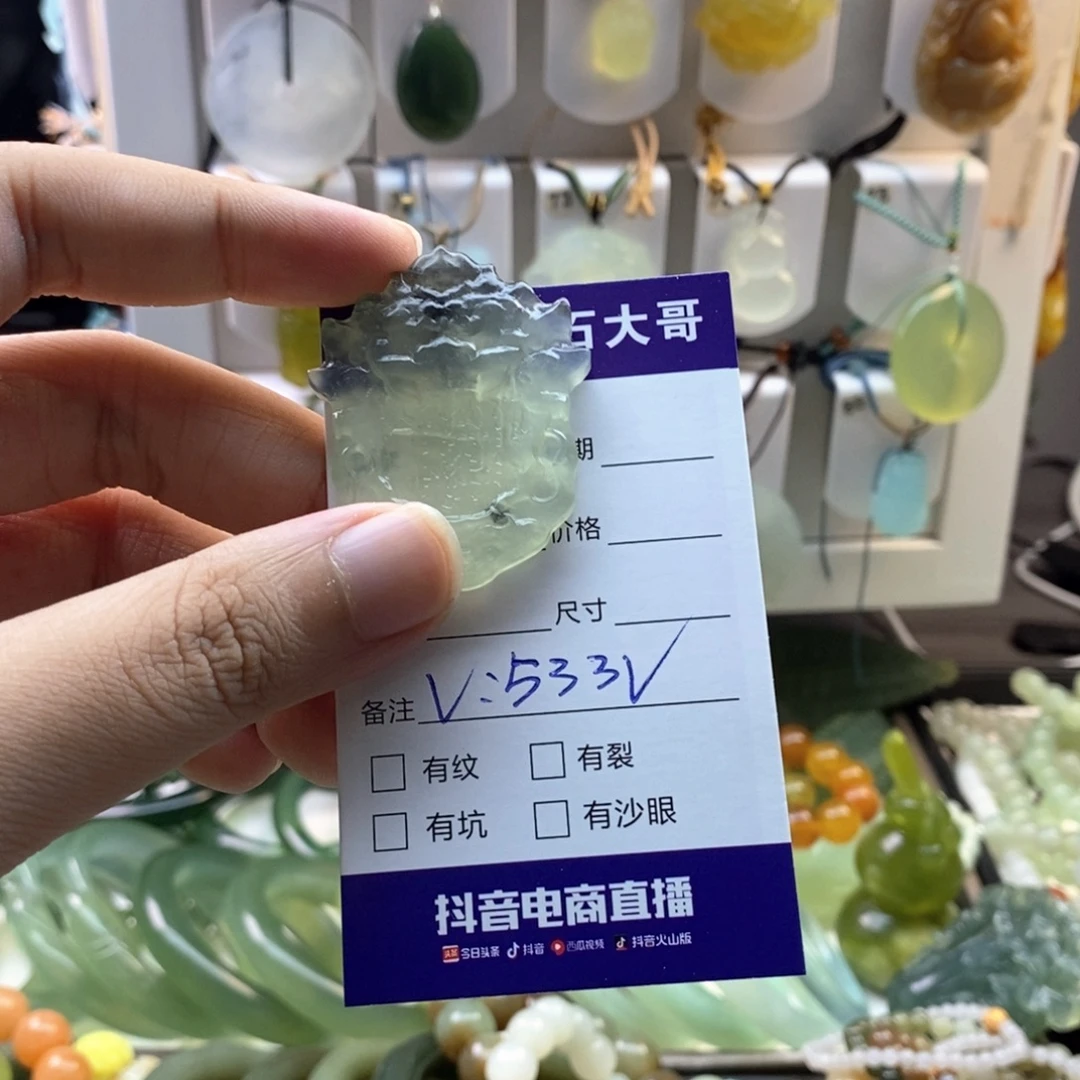 石大哥
期
价格
尺寸
备注 V:533V
有纹 有裂
有坑 有沙眼
抖音电商直播
头条 今日头条 抖音 西瓜视频 抖音火山版